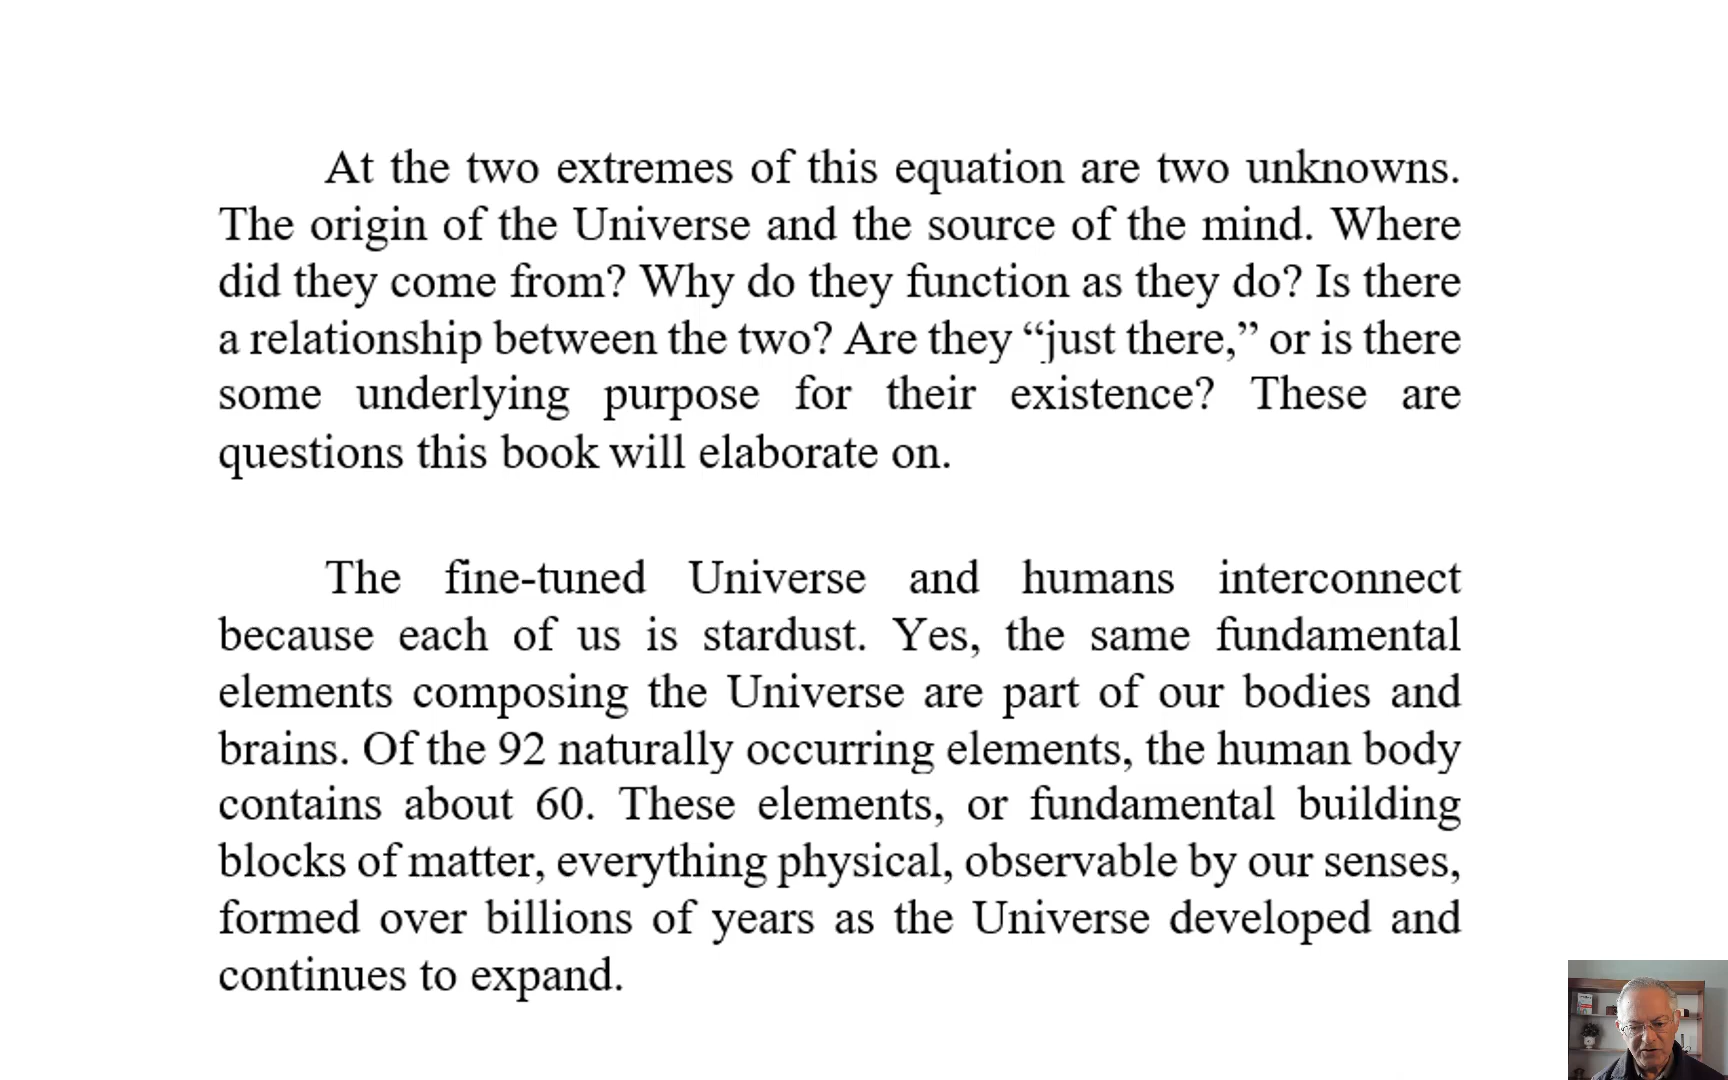 At the two extremes of this equation are two unknowns.
The origin of the Universe and the source of the mind. Where
did they come from? Why do they function as they do? Is there
a relationship between the two? Are they “just there,” or is there
some underlying purpose for their existence? These are
questions this book will elaborate on.
The fine-tuned Universe and humans interconnect
because each of us is stardust. Yes, the same fundamental
elements composing the Universe are part of our bodies and
brains. Of the 92 naturally occurring elements, the human body
contains about 60. These elements, or fundamental building
blocks of matter, everything physical, observable by our senses,
formed over billions of years as the Universe developed and
continues to expand.